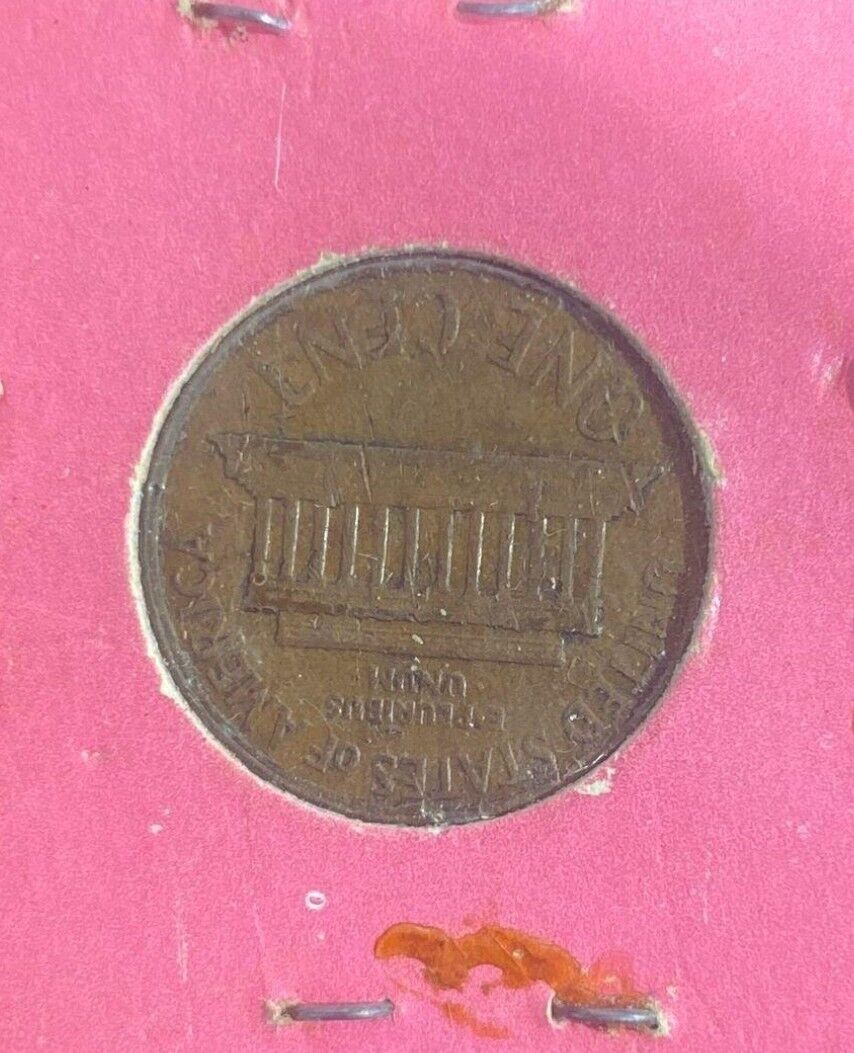 UNITED STATES OF AMERICA
E PLURIBUS
UNUM
ONE CENT